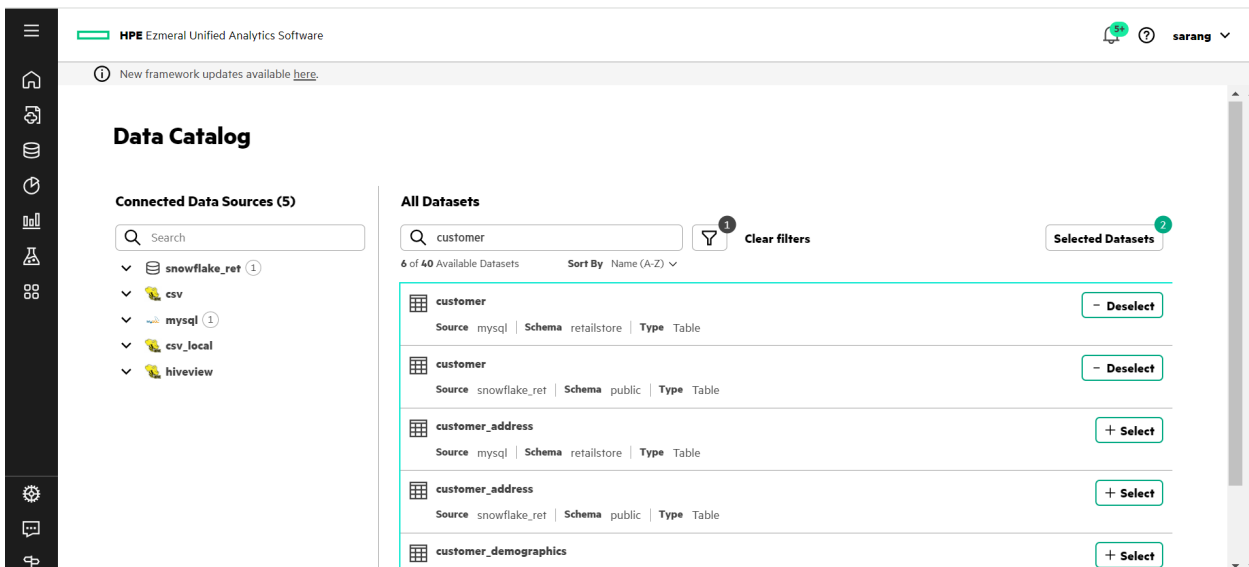 HPE Ezmeral Unified Analytics Software
5+
sarang
New framework updates available here.
Data Catalog
Connected Data Sources (5)
Search
snowflake_ret 1
csv
mysql 1
csv_local
hiveview
All Datasets
customer
1
Clear filters
Selected Datasets
2
6 of 40 Available Datasets
Sort By Name (A-Z)
customer
Source mysql | Schema retailstore | Type Table
− Deselect
customer
Source snowflake_ret | Schema public | Type Table
− Deselect
customer_address
Source mysql | Schema retailstore | Type Table
+ Select
customer_address
Source snowflake_ret | Schema public | Type Table
+ Select
customer_demographics
+ Select